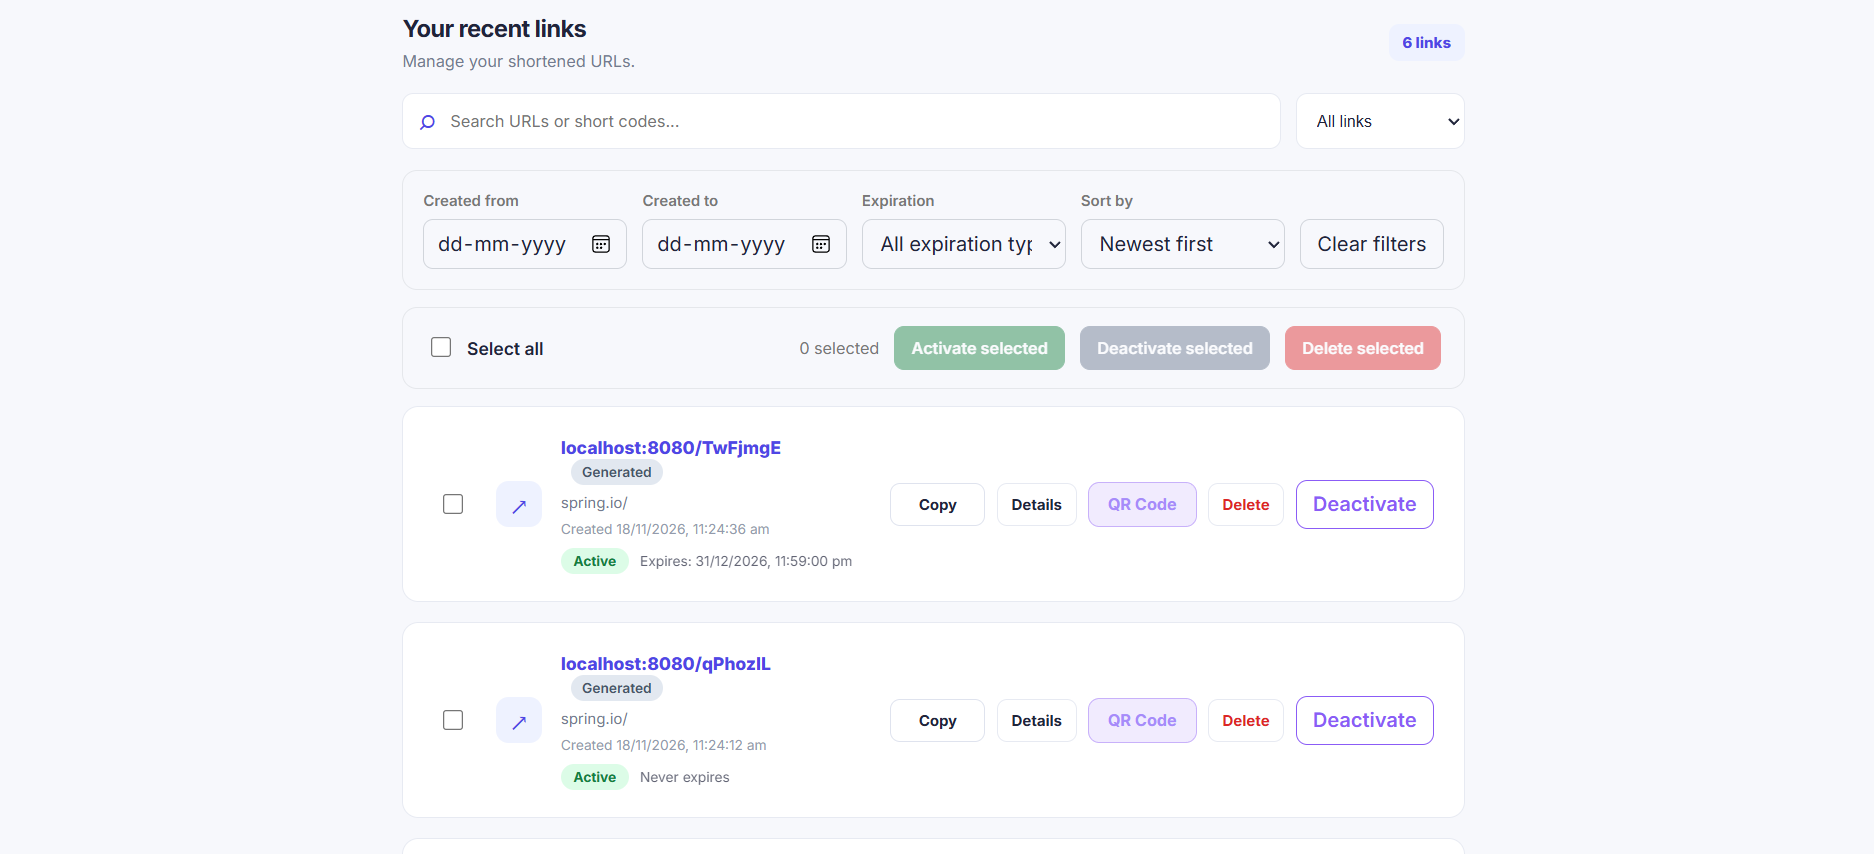 Your recent links
6 links
Manage your shortened URLs.
Search URLs or short codes...
All links
Created from
Created to
Expiration
Sort by
dd-mm-yyyy
dd-mm-yyyy
All expiration typ
Newest first
Clear filters
Select all
0 selected
Activate selected
Deactivate selected
Delete selected
localhost:8080/TwFjmgE
Generated
spring.io/
Created 18/11/2026, 11:24:36 am
Active
Expires: 31/12/2026, 11:59:00 pm
Copy
Details
QR Code
Delete
Deactivate
localhost:8080/qPhozlL
Generated
spring.io/
Created 18/11/2026, 11:24:12 am
Active
Never expires
Copy
Details
QR Code
Delete
Deactivate